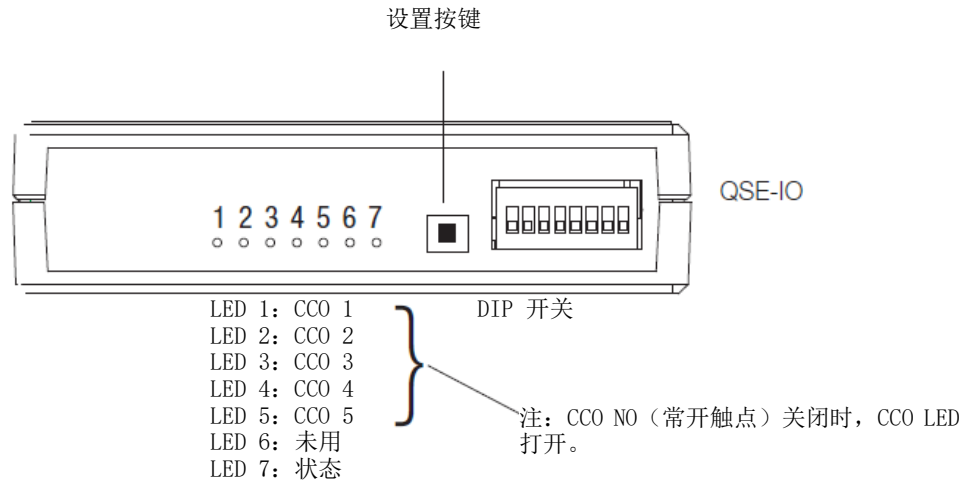 设置按键
QSE-IO
1 2 3 4 5 6 7
LED 1：CCO 1
LED 2：CCO 2
LED 3：CCO 3
LED 4：CCO 4
LED 5：CCO 5
LED 6：未用
LED 7：状态
DIP 开关
注：CCO NO（常开触点）关闭时，CCO LED
打开。